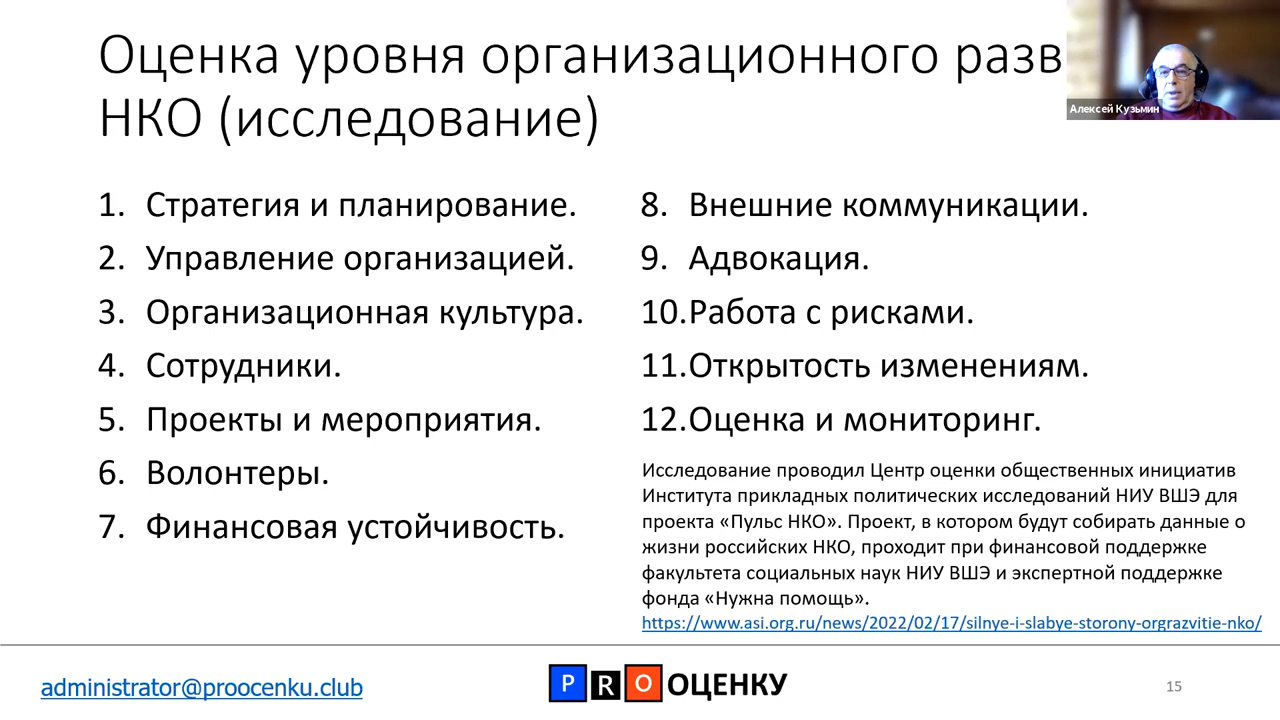 Оценка уровня организационного разв
НКО (исследование)
Алексей Кузьмин
1. Стратегия и планирование.
2. Управление организацией.
3. Организационная культура.
4. Сотрудники.
5. Проекты и мероприятия.
6. Волонтеры.
7. Финансовая устойчивость.
8. Внешние коммуникации.
9. Адвокация.
10.Работа с рисками.
11.Открытость изменениям.
12.Оценка и мониторинг.
Исследование проводил Центр оценки общественных инициатив
Института прикладных политических исследований НИУ ВШЭ для
проекта «Пульс НКО». Проект, в котором будут собирать данные о
жизни российских НКО, проходит при финансовой поддержке
факультета социальных наук НИУ ВШЭ и экспертной поддержке
фонда «Нужна помощь».
https://www.asi.org.ru/news/2022/02/17/silnye-i-slabye-storony-orgrazvitie-nko/
administrator@proocenku.club
PRO ОЦЕНКУ
15